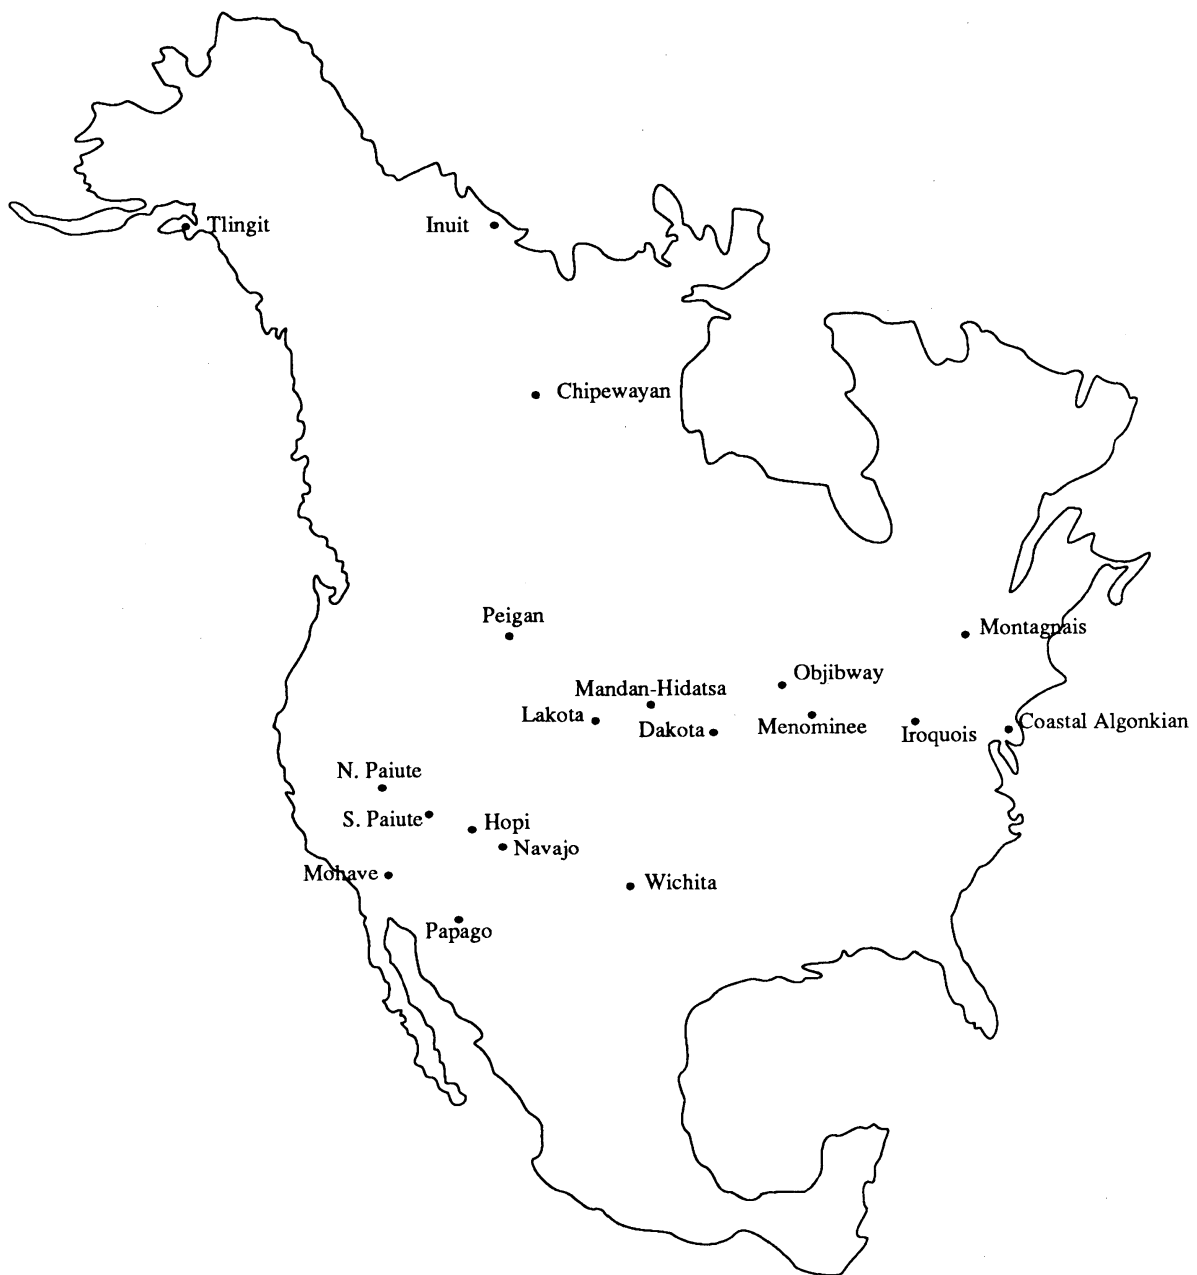 Tlingit
Inuit
Chipewayan
Peigan
Montagnais
Objibway
Mandan-Hidatsa
Lakota
Dakota
Menominee
Iroquois
Coastal Algonkian
N. Paiute
S. Paiute
Hopi
Navajo
Mohave
Wichita
Papago